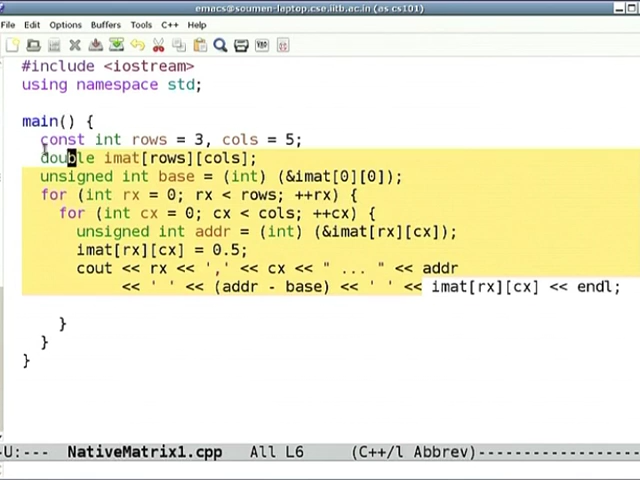 emacs@soumen-laptop.cse.iitb.ac.in (as cs101)
File Edit Options Buffers Tools C++ Help
#include <iostream>
using namespace std;
main() {
const int rows = 3, cols = 5;
double imat[rows][cols];
unsigned int base = (int) (&imat[0][0]);
for (int rx = 0; rx < rows; ++rx) {
for (int cx = 0; cx < cols; ++cx) {
unsigned int addr = (int) (&imat[rx][cx]);
imat[rx][cx] = 0.5;
cout << rx << ',' << cx << " ... " << addr
<< ' ' << (addr - base) << ' ' << imat[rx][cx] << endl;
}
}
}
-U:--- NativeMatrix1.cpp All L6 (C++/l Abbrev)